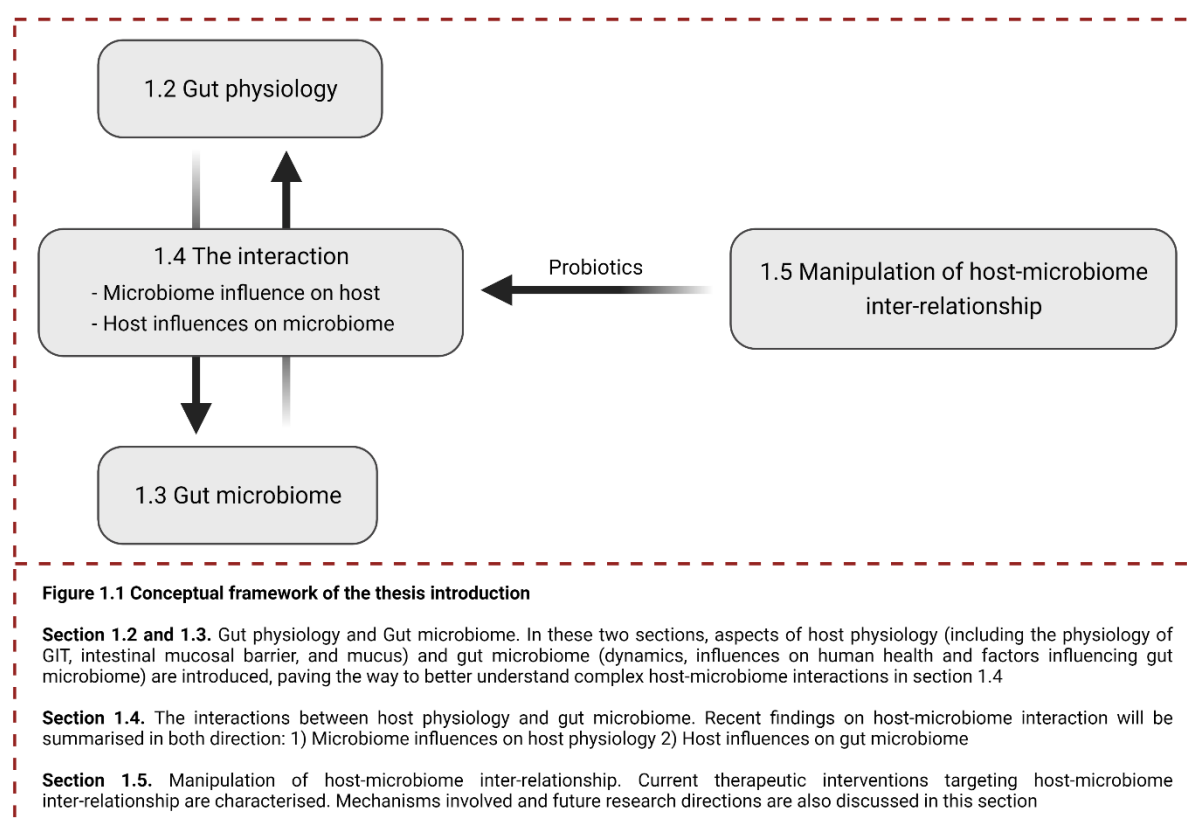 1.2 Gut physiology
1.4 The interaction
- Microbiome influence on host
- Host influences on microbiome
Probiotics
1.5 Manipulation of host-microbiome
inter-relationship
1.3 Gut microbiome
Figure 1.1 Conceptual framework of the thesis introduction
Section 1.2 and 1.3. Gut physiology and Gut microbiome. In these two sections, aspects of host physiology (including the physiology of
GIT, intestinal mucosal barrier, and mucus) and gut microbiome (dynamics, influences on human health and factors influencing gut
microbiome) are introduced, paving the way to better understand complex host-microbiome interactions in section 1.4
Section 1.4. The interactions between host physiology and gut microbiome. Recent findings on host-microbiome interaction will be
summarised in both direction: 1) Microbiome influences on host physiology 2) Host influences on gut microbiome
Section 1.5. Manipulation of host-microbiome inter-relationship. Current therapeutic interventions targeting host-microbiome
inter-relationship are characterised. Mechanisms involved and future research directions are also discussed in this section